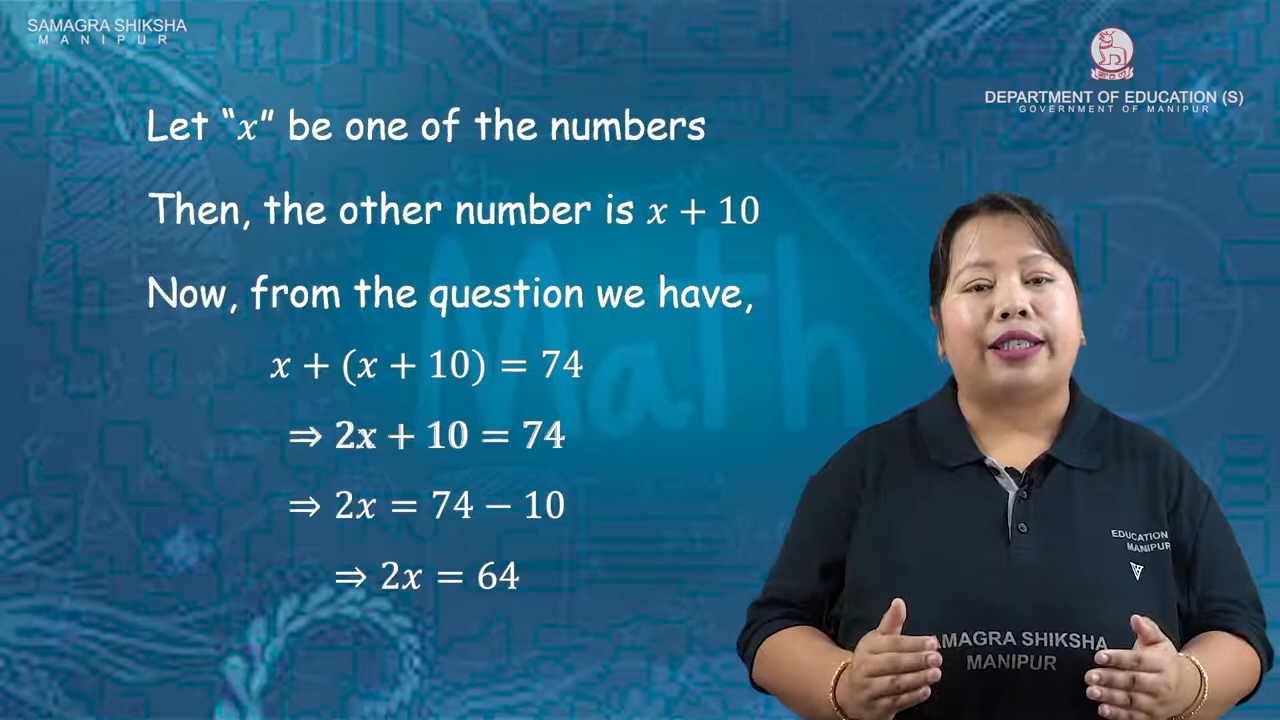 SAMAGRA SHIKSHA
MANIPUR
DEPARTMENT OF EDUCATION (S)
GOVERNMENT OF MANIPUR
Let “x” be one of the numbers
Then, the other number is x + 10
Now, from the question we have,
x + (x + 10) = 74
⇒ 2x + 10 = 74
⇒ 2x = 74 − 10
⇒ 2x = 64
Math
EDUCATION
MANIPUR
AMAGRA SHIKSHA
MANIPUR